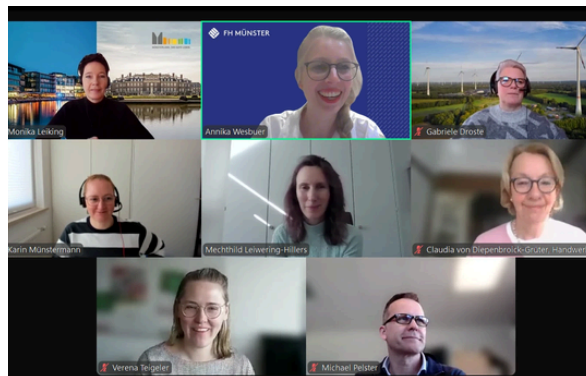 FH MÜNSTER
Monika Leiking
Annika Wesbuer
Gabriele Droste
Karin Münstermann
Mechthild Leiwering-Hillers
Claudia von Diepenbroick-Grüter, Handwer
Verena Teigeler
Michael Pelster